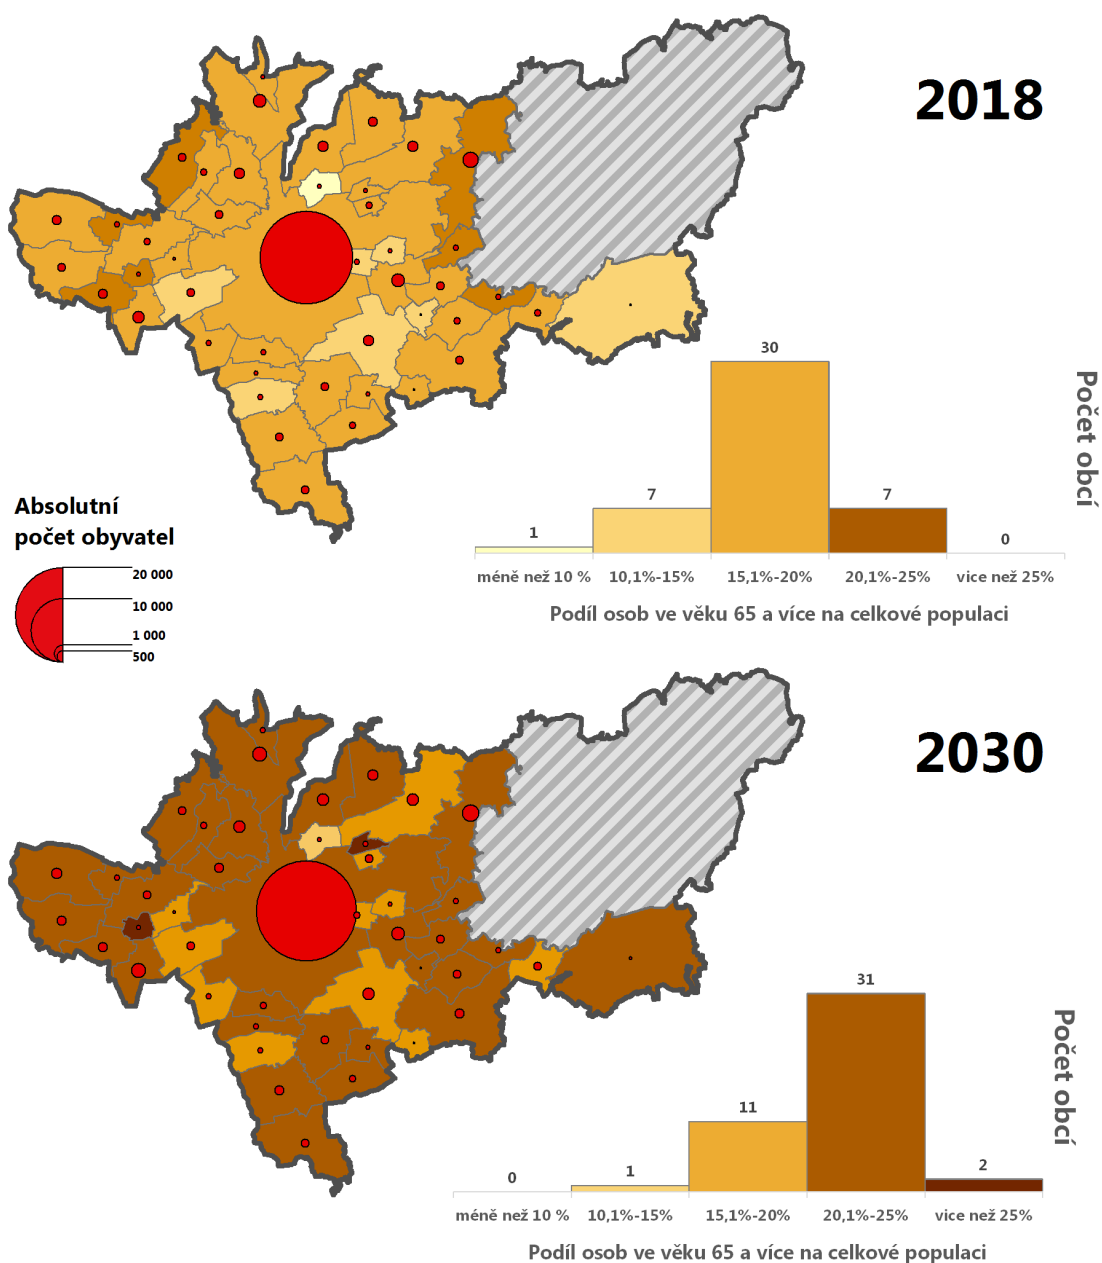 2018
30
7
7
1
0
Počet obcí
méně než 10 %
10,1%-15%
15,1%-20%
20,1%-25%
více než 25%
Podíl osob ve věku 65 a více na celkové populaci
Absolutní
počet obyvatel
20 000
10 000
1 000
500
2030
31
11
1
0
2
Počet obcí
méně než 10 %
10,1%-15%
15,1%-20%
20,1%-25%
více než 25%
Podíl osob ve věku 65 a více na celkové populaci